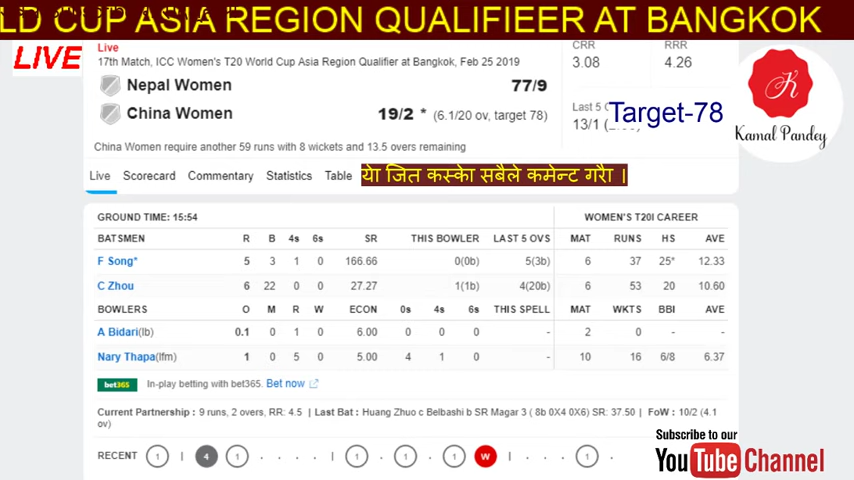 LD CUP ASIA REGION QUALIFIEER AT BANGKOK
LIVE
Live
17th Match, ICC Women's T20 World Cup Asia Region Qualifier at Bangkok, Feb 25 2019
Nepal Women 77/9
China Women 19/2 * (6.1/20 ov, target 78)
China Women require another 59 runs with 8 wickets and 13.5 overs remaining
CRR RRR
3.08 4.26
Last 5
13/1
Target-78
K
Kamal Pandey
Live Scorecard Commentary Statistics Table
यो जित कस्को सबैले कमेन्ट गरौ ।
GROUND TIME: 15:54 WOMEN'S T20I CAREER
BATSMEN R B 4s 6s SR THIS BOWLER LAST 5 OVS MAT RUNS HS AVE
F Song* 5 3 1 0 166.66 0(0b) 5(3b) 6 37 25* 12.33
C Zhou 6 22 0 0 27.27 1(1b) 4(20b) 6 53 20 10.60
BOWLERS O M R W ECON 0s 4s 6s THIS SPELL MAT WKTS BBI AVE
A Bidari(lb) 0.1 0 1 0 6.00 0 0 0 - 2 0 - -
Nary Thapa(lfm) 1 0 5 0 5.00 4 1 0 - 10 16 6/8 6.37
bet365 In-play betting with bet365. Bet now
Current Partnership : 9 runs, 2 overs, RR: 4.5 | Last Bat : Huang Zhuo c Belbashi b SR Magar 3 ( 8b 0X4 0X6) SR: 37.50 | FoW : 10/2 (4.1
ov)
RECENT 1 | 4 1 . . . . 1 . 1 . 1 W | . . . 1 .
Subscribe to our
YouTube Channel